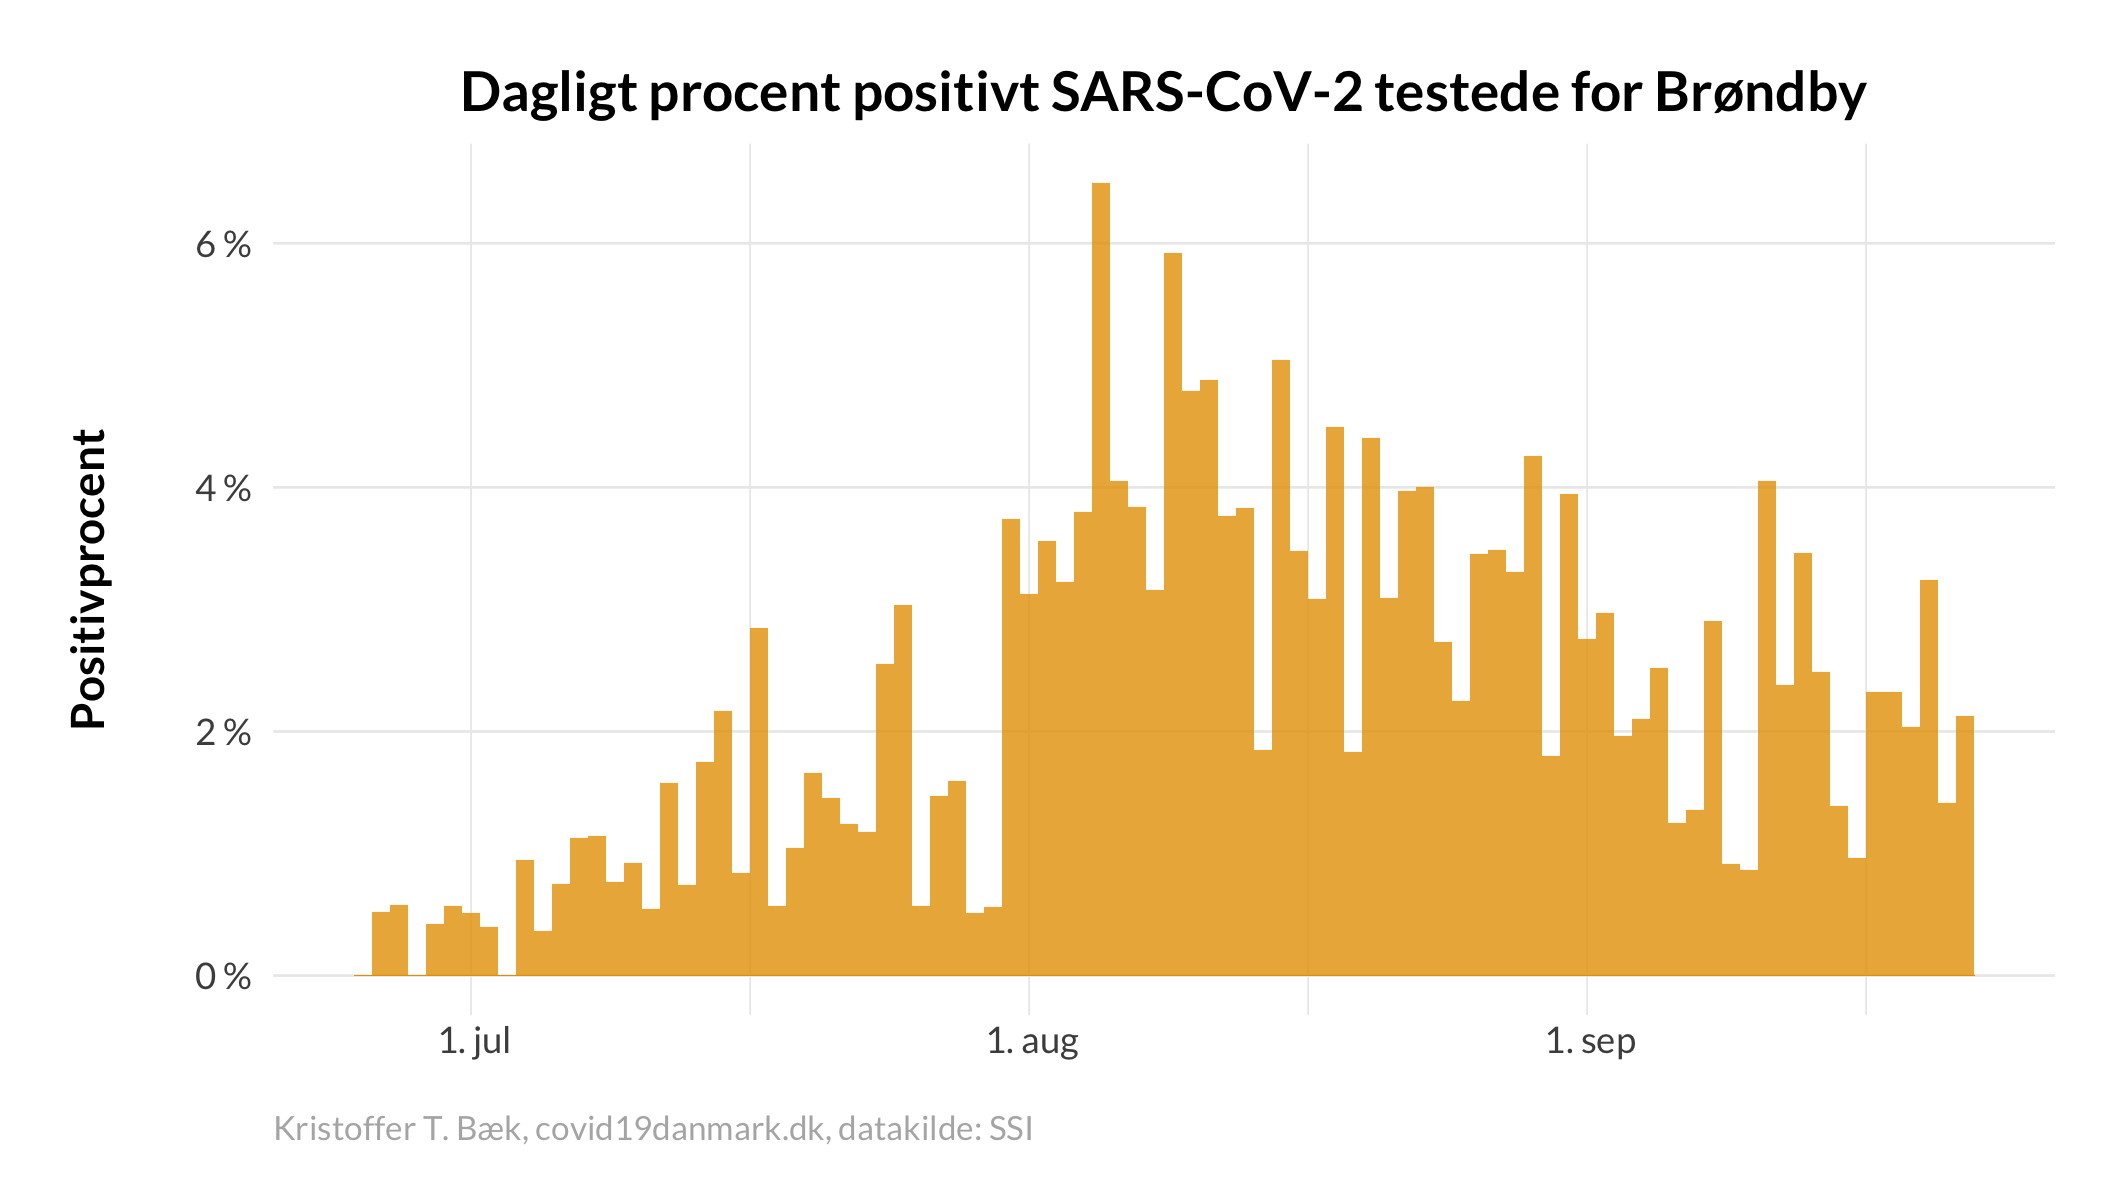 Dagligt procent positivt SARS-CoV-2 testede for Brøndby
Positivprocent
6 %
4 %
2 %
0 %
1. jul
1. aug
1. sep
Kristoffer T. Bæk, covid19danmark.dk, datakilde: SSI